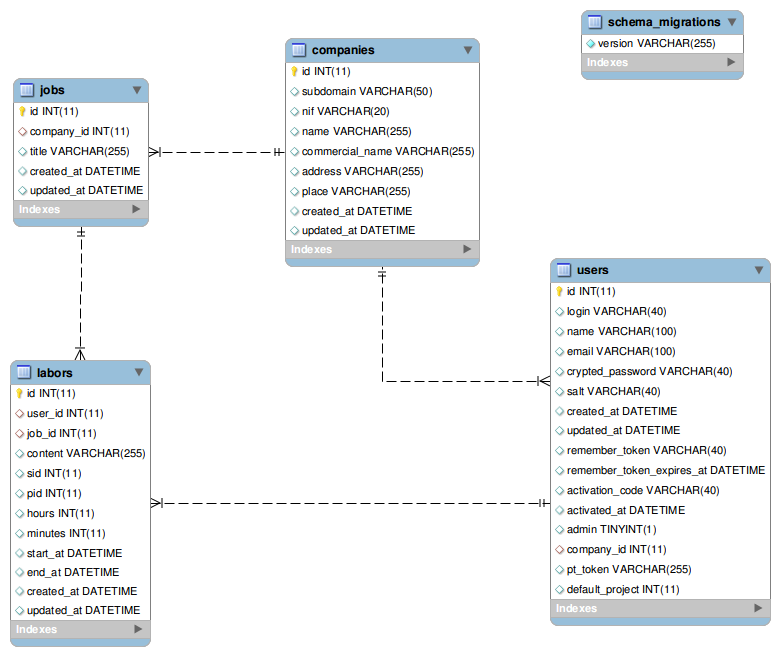 schema_migrations
version VARCHAR(255)
Indexes
companies
id INT(11)
subdomain VARCHAR(50)
nif VARCHAR(20)
name VARCHAR(255)
commercial_name VARCHAR(255)
address VARCHAR(255)
place VARCHAR(255)
created_at DATETIME
updated_at DATETIME
Indexes
jobs
id INT(11)
company_id INT(11)
title VARCHAR(255)
created_at DATETIME
updated_at DATETIME
Indexes
users
id INT(11)
login VARCHAR(40)
name VARCHAR(100)
email VARCHAR(100)
crypted_password VARCHAR(40)
salt VARCHAR(40)
created_at DATETIME
updated_at DATETIME
remember_token VARCHAR(40)
remember_token_expires_at DATETIME
activation_code VARCHAR(40)
activated_at DATETIME
admin TINYINT(1)
company_id INT(11)
pt_token VARCHAR(255)
default_project INT(11)
Indexes
labors
id INT(11)
user_id INT(11)
job_id INT(11)
content VARCHAR(255)
sid INT(11)
pid INT(11)
hours INT(11)
minutes INT(11)
start_at DATETIME
end_at DATETIME
created_at DATETIME
updated_at DATETIME
Indexes